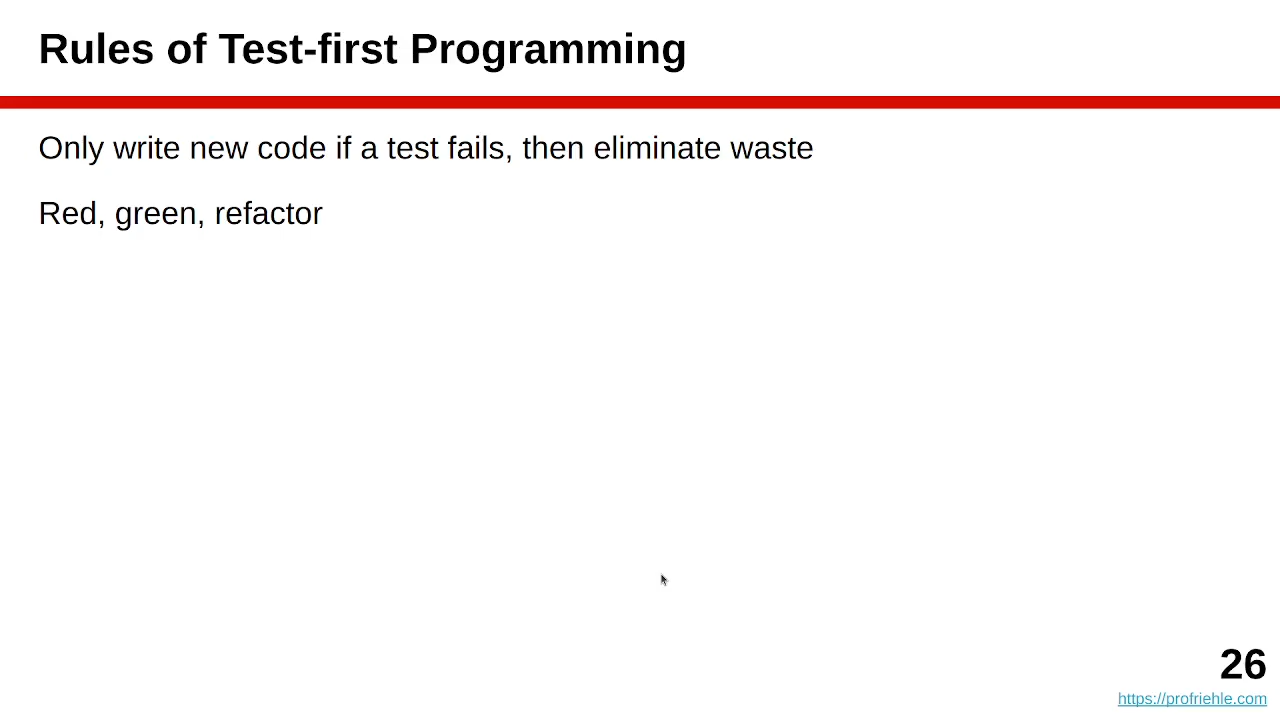 Rules of Test-first Programming
Only write new code if a test fails, then eliminate waste
Red, green, refactor
26
https://profriehle.com